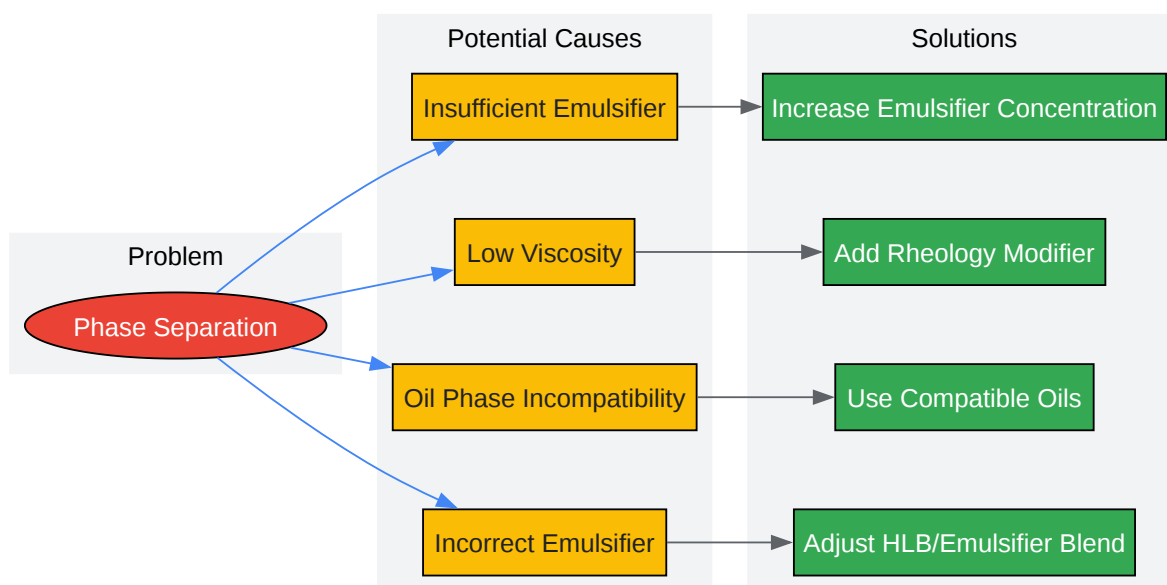 Potential Causes
Solutions
Insufficient Emulsifier
Increase Emulsifier Concentration
Low Viscosity
Add Rheology Modifier
Problem
Phase Separation
Oil Phase Incompatibility
Use Compatible Oils
Incorrect Emulsifier
Adjust HLB/Emulsifier Blend